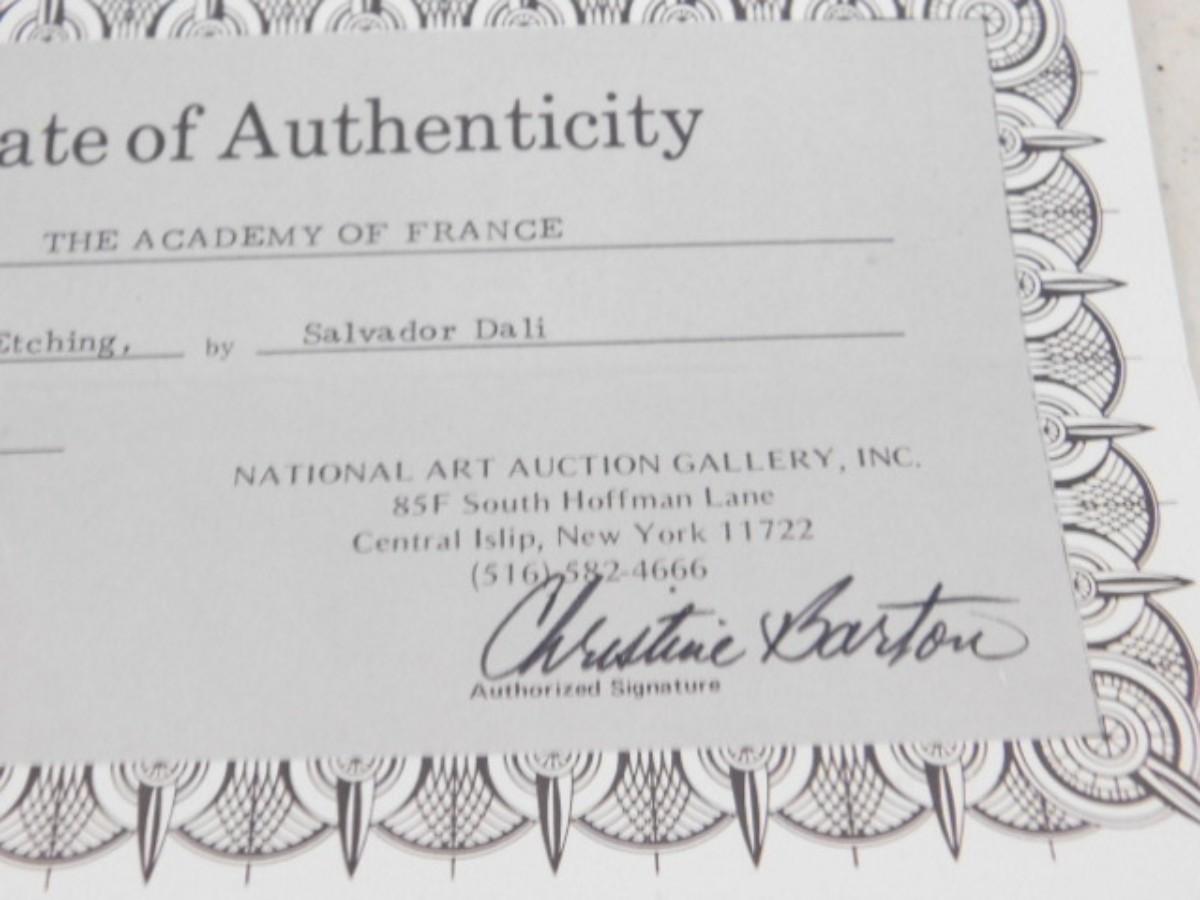 ate of Authenticity
THE ACADEMY OF FRANCE
Etching, by Salvador Dali
NATIONAL ART AUCTION GALLERY, INC.
85F South Hoffman Lane
Central Islip, New York 11722
(516) 582-4666
Christine Barton
Authorized Signature